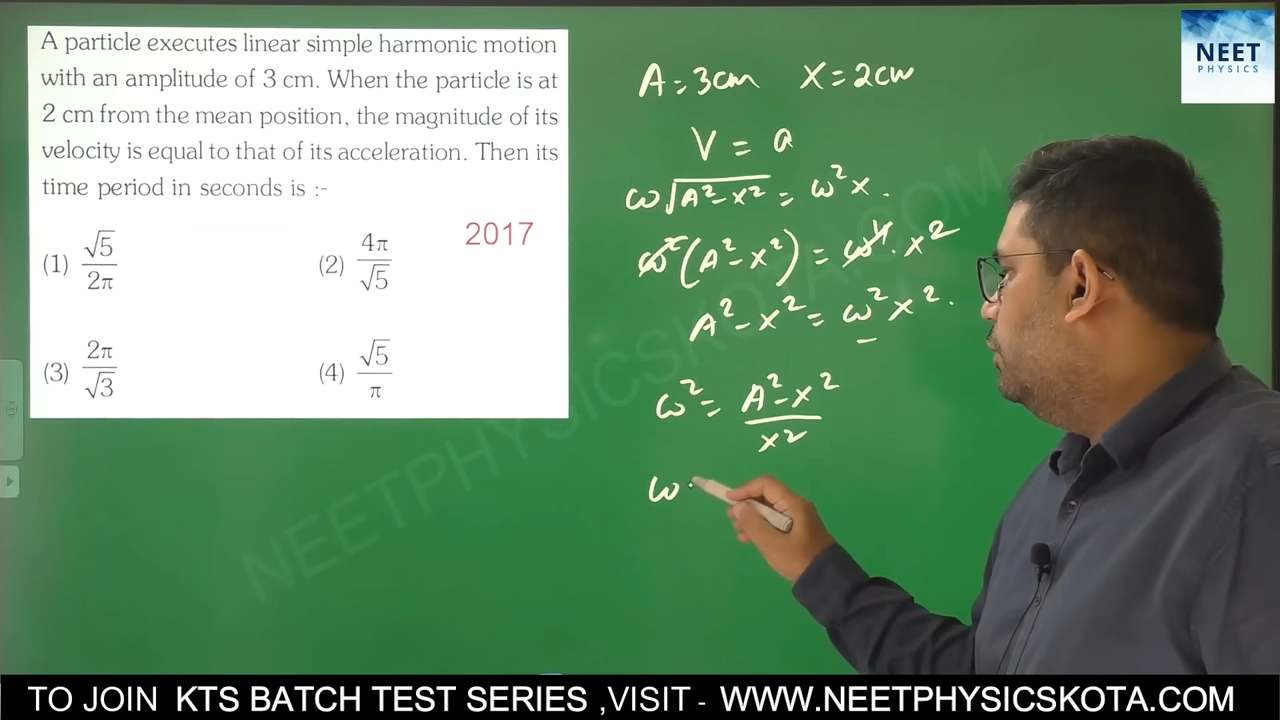 A particle executes linear simple harmonic motion
with an amplitude of 3 cm. When the particle is at
2 cm from the mean position, the magnitude of its
velocity is equal to that of its acceleration. Then its
time period in seconds is :-
2017
(1) √5/2π
(2) 4π/√5
(3) 2π/√3
(4) √5/π
A = 3cm X = 2cm
V = a
ω√A²-x² = ω²x.
ω²(A²-x²) = ω⁴. x²
A²-x² = ω²x².
ω² = A²-x²/x²
ω
NEET
PHYSICS
NEETPHYSICSKOTA.COM
TO JOIN KTS BATCH TEST SERIES ,VISIT - WWW.NEETPHYSICSKOTA.COM